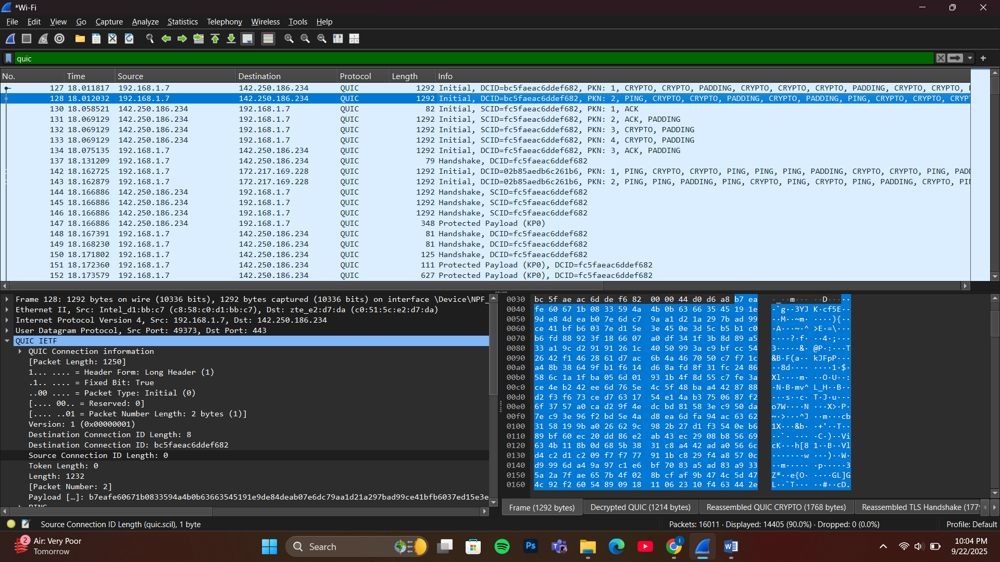 *Wi-Fi
File Edit View Go Capture Analyze Statistics Telephony Wireless Tools Help
quic
No. Time Source Destination Protocol Length Info
127 18.011817 192.168.1.7 142.250.186.234 QUIC 1292 Initial, DCID=bc5faeac6ddef682, PKN: 1, CRYPTO, CRYPTO, PADDING, CRYPTO, CRYPTO, CRYPTO, PADDING, CRYPTO, CRYPTO,
128 18.012032 192.168.1.7 142.250.186.234 QUIC 1292 Initial, DCID=bc5faeac6ddef682, PKN: 2, PING, CRYPTO, CRYPTO, PADDING, CRYPTO, PADDING, PING, CRYPTO, CRYPTO, CRYP
130 18.058521 142.250.186.234 192.168.1.7 QUIC 82 Initial, SCID=fc5faeac6ddef682, PKN: 1, ACK
131 18.069129 142.250.186.234 192.168.1.7 QUIC 1292 Initial, SCID=fc5faeac6ddef682, PKN: 2, ACK, PADDING
132 18.069129 142.250.186.234 192.168.1.7 QUIC 1292 Initial, SCID=fc5faeac6ddef682, PKN: 3, CRYPTO, PADDING
133 18.069129 142.250.186.234 192.168.1.7 QUIC 1292 Initial, SCID=fc5faeac6ddef682, PKN: 4, CRYPTO, PADDING
134 18.075135 192.168.1.7 142.250.186.234 QUIC 1292 Initial, DCID=fc5faeac6ddef682, PKN: 3, ACK, PADDING
137 18.131209 192.168.1.7 142.250.186.234 QUIC 79 Handshake, DCID=fc5faeac6ddef682
142 18.162725 192.168.1.7 172.217.169.228 QUIC 1292 Initial, DCID=02b85aedb6c261b6, PKN: 1, PING, CRYPTO, CRYPTO, PING, PING, PING, PADDING, CRYPTO, CRYPTO, PING, PAD
143 18.162879 192.168.1.7 172.217.169.228 QUIC 1292 Initial, DCID=02b85aedb6c261b6, PKN: 2, PING, PING, PADDING, PING, CRYPTO, PING, CRYPTO, PING, PADDING, CRYPTO, PI
144 18.166886 142.250.186.234 192.168.1.7 QUIC 1292 Handshake, SCID=fc5faeac6ddef682
145 18.166886 142.250.186.234 192.168.1.7 QUIC 1292 Handshake, SCID=fc5faeac6ddef682
146 18.166886 142.250.186.234 192.168.1.7 QUIC 1292 Handshake, SCID=fc5faeac6ddef682
147 18.166886 142.250.186.234 192.168.1.7 QUIC 348 Protected Payload (KP0)
148 18.167391 192.168.1.7 142.250.186.234 QUIC 81 Handshake, DCID=fc5faeac6ddef682
149 18.168230 192.168.1.7 142.250.186.234 QUIC 81 Handshake, DCID=fc5faeac6ddef682
150 18.171802 192.168.1.7 142.250.186.234 QUIC 125 Handshake, DCID=fc5faeac6ddef682
151 18.172360 192.168.1.7 142.250.186.234 QUIC 111 Protected Payload (KP0), DCID=fc5faeac6ddef682
152 18.173579 192.168.1.7 142.250.186.234 QUIC 627 Protected Payload (KP0), DCID=fc5faeac6ddef682
Frame 128: 1292 bytes on wire (10336 bits), 1292 bytes captured (10336 bits) on interface \Device\NPF_
Ethernet II, Src: Intel_d1:bb:c7 (c8:58:c0:d1:bb:c7), Dst: zte_e2:d7:da (c0:51:5c:e2:d7:da)
Internet Protocol Version 4, Src: 192.168.1.7, Dst: 142.250.186.234
User Datagram Protocol, Src Port: 49373, Dst Port: 443
QUIC IETF
QUIC Connection information
[Packet Length: 1250]
1... .... = Header Form: Long Header (1)
.1.. .... = Fixed Bit: True
..00 .... = Packet Type: Initial (0)
[.... 00.. = Reserved: 0]
[.... ..01 = Packet Number Length: 2 bytes (1)]
Version: 1 (0x00000001)
Destination Connection ID Length: 8
Destination Connection ID: bc5faeac6ddef682
Source Connection ID Length: 0
Token Length: 0
Length: 1232
[Packet Number: 2]
Payload […]: b7eafe60671b0833594a4b0b63663545191e9de84deab07e6dc79aa1d21a297bad99ce41bfb6037ed15e3e
PING
0030 bc 5f ae ac 6d de f6 82 00 00 44 d0 d6 a8 b7 ea ·_··m·····D·····
0040 fe 60 67 1b 08 33 59 4a 4b 0b 63 66 35 45 19 1e ·`g··3YJ K·cf5E··
0050 9d e8 4d ea b0 7e 6d c7 9a a1 d2 1a 29 7b ad 99 ··M··~m· ····){··
0060 ce 41 bf b6 03 7e d1 5e 3e 45 0e 3d 5c b5 b1 c0 ·A···~·^ >E·=\···
0070 b6 fd 88 92 3f 18 66 07 a0 df 34 1f 3b 8d 89 a5 ····?·f· ··4·;···
0080 33 a1 9c d2 91 91 26 1c 40 50 99 3a c9 bf cc 54 3·····&· @P·:···T
0090 26 42 f1 46 28 61 d7 ac 6b 4a 46 70 50 c7 f7 1c &B·F(a·· kJFpP···
00a0 a4 8b 38 64 9f b1 f6 14 d6 8a fd 8f 31 fc 24 86 ··8d···· ····1·$·
00b0 58 6c 1a 1f ba 05 6d 01 93 1b 4f 8d 55 c7 fe 3a Xl····m· ··O·U··:
00c0 ce 4e b2 42 ee 6d 76 5e 4c 5f 48 ba a4 42 87 88 ·N·B·mv^ L_H··B··
00d0 d2 f3 f6 73 ce d7 63 17 54 e1 4a b3 75 06 87 f2 ···s··c· T·J·u···
00e0 6f 37 57 a0 ca d2 9f 4e dc bd 81 58 3e c9 50 da o7W····N ···X>·P·
00f0 7e c9 3e 96 f2 bd 5e 4a d8 ea 6d fa 94 ac 63 62 ~·>···^J ··m···cb
0100 31 58 19 9b a0 26 62 9c 98 2b 27 d1 f3 54 0e b6 1X···&b· ·+'··T··
0110 89 bf 60 ec 20 dd 86 e2 ab 43 ec 29 08 b8 56 69 ··`· ··· ·C·)··Vi
0120 63 4b 11 8b 0d 68 5b 38 31 c8 a4 42 ad a0 56 6c cK···h[8 1··B··Vl
0130 d4 c2 d1 c2 09 f7 f7 77 91 1b c8 29 f4 a8 57 0c ·······w ···)··W·
0140 d9 99 6d a4 9a 97 c1 e6 bf 70 83 a5 ad 83 a9 33 ··m····· ·p·····3
0150 5a 2a 7f ae 65 7b 4f 02 8b cf af 9b 47 4c 5d 47 Z*··e{O· ····GL]G
0160 4c 92 f2 60 54 89 09 18 11 06 23 10 f4 63 44 2e L··`T··· ··#··cD.
Frame (1292 bytes) Decrypted QUIC (1214 bytes) Reassembled QUIC CRYPTO (1768 bytes) Reassembled TLS Handshake (177
Source Connection ID Length (quic.scil), 1 byte Packets: 16011 · Displayed: 14405 (90.0%) · Dropped: 0 (0.0%) Profile: Default
2
Air: Very Poor
Tomorrow
Search
Ps
10:04 PM
9/22/2025